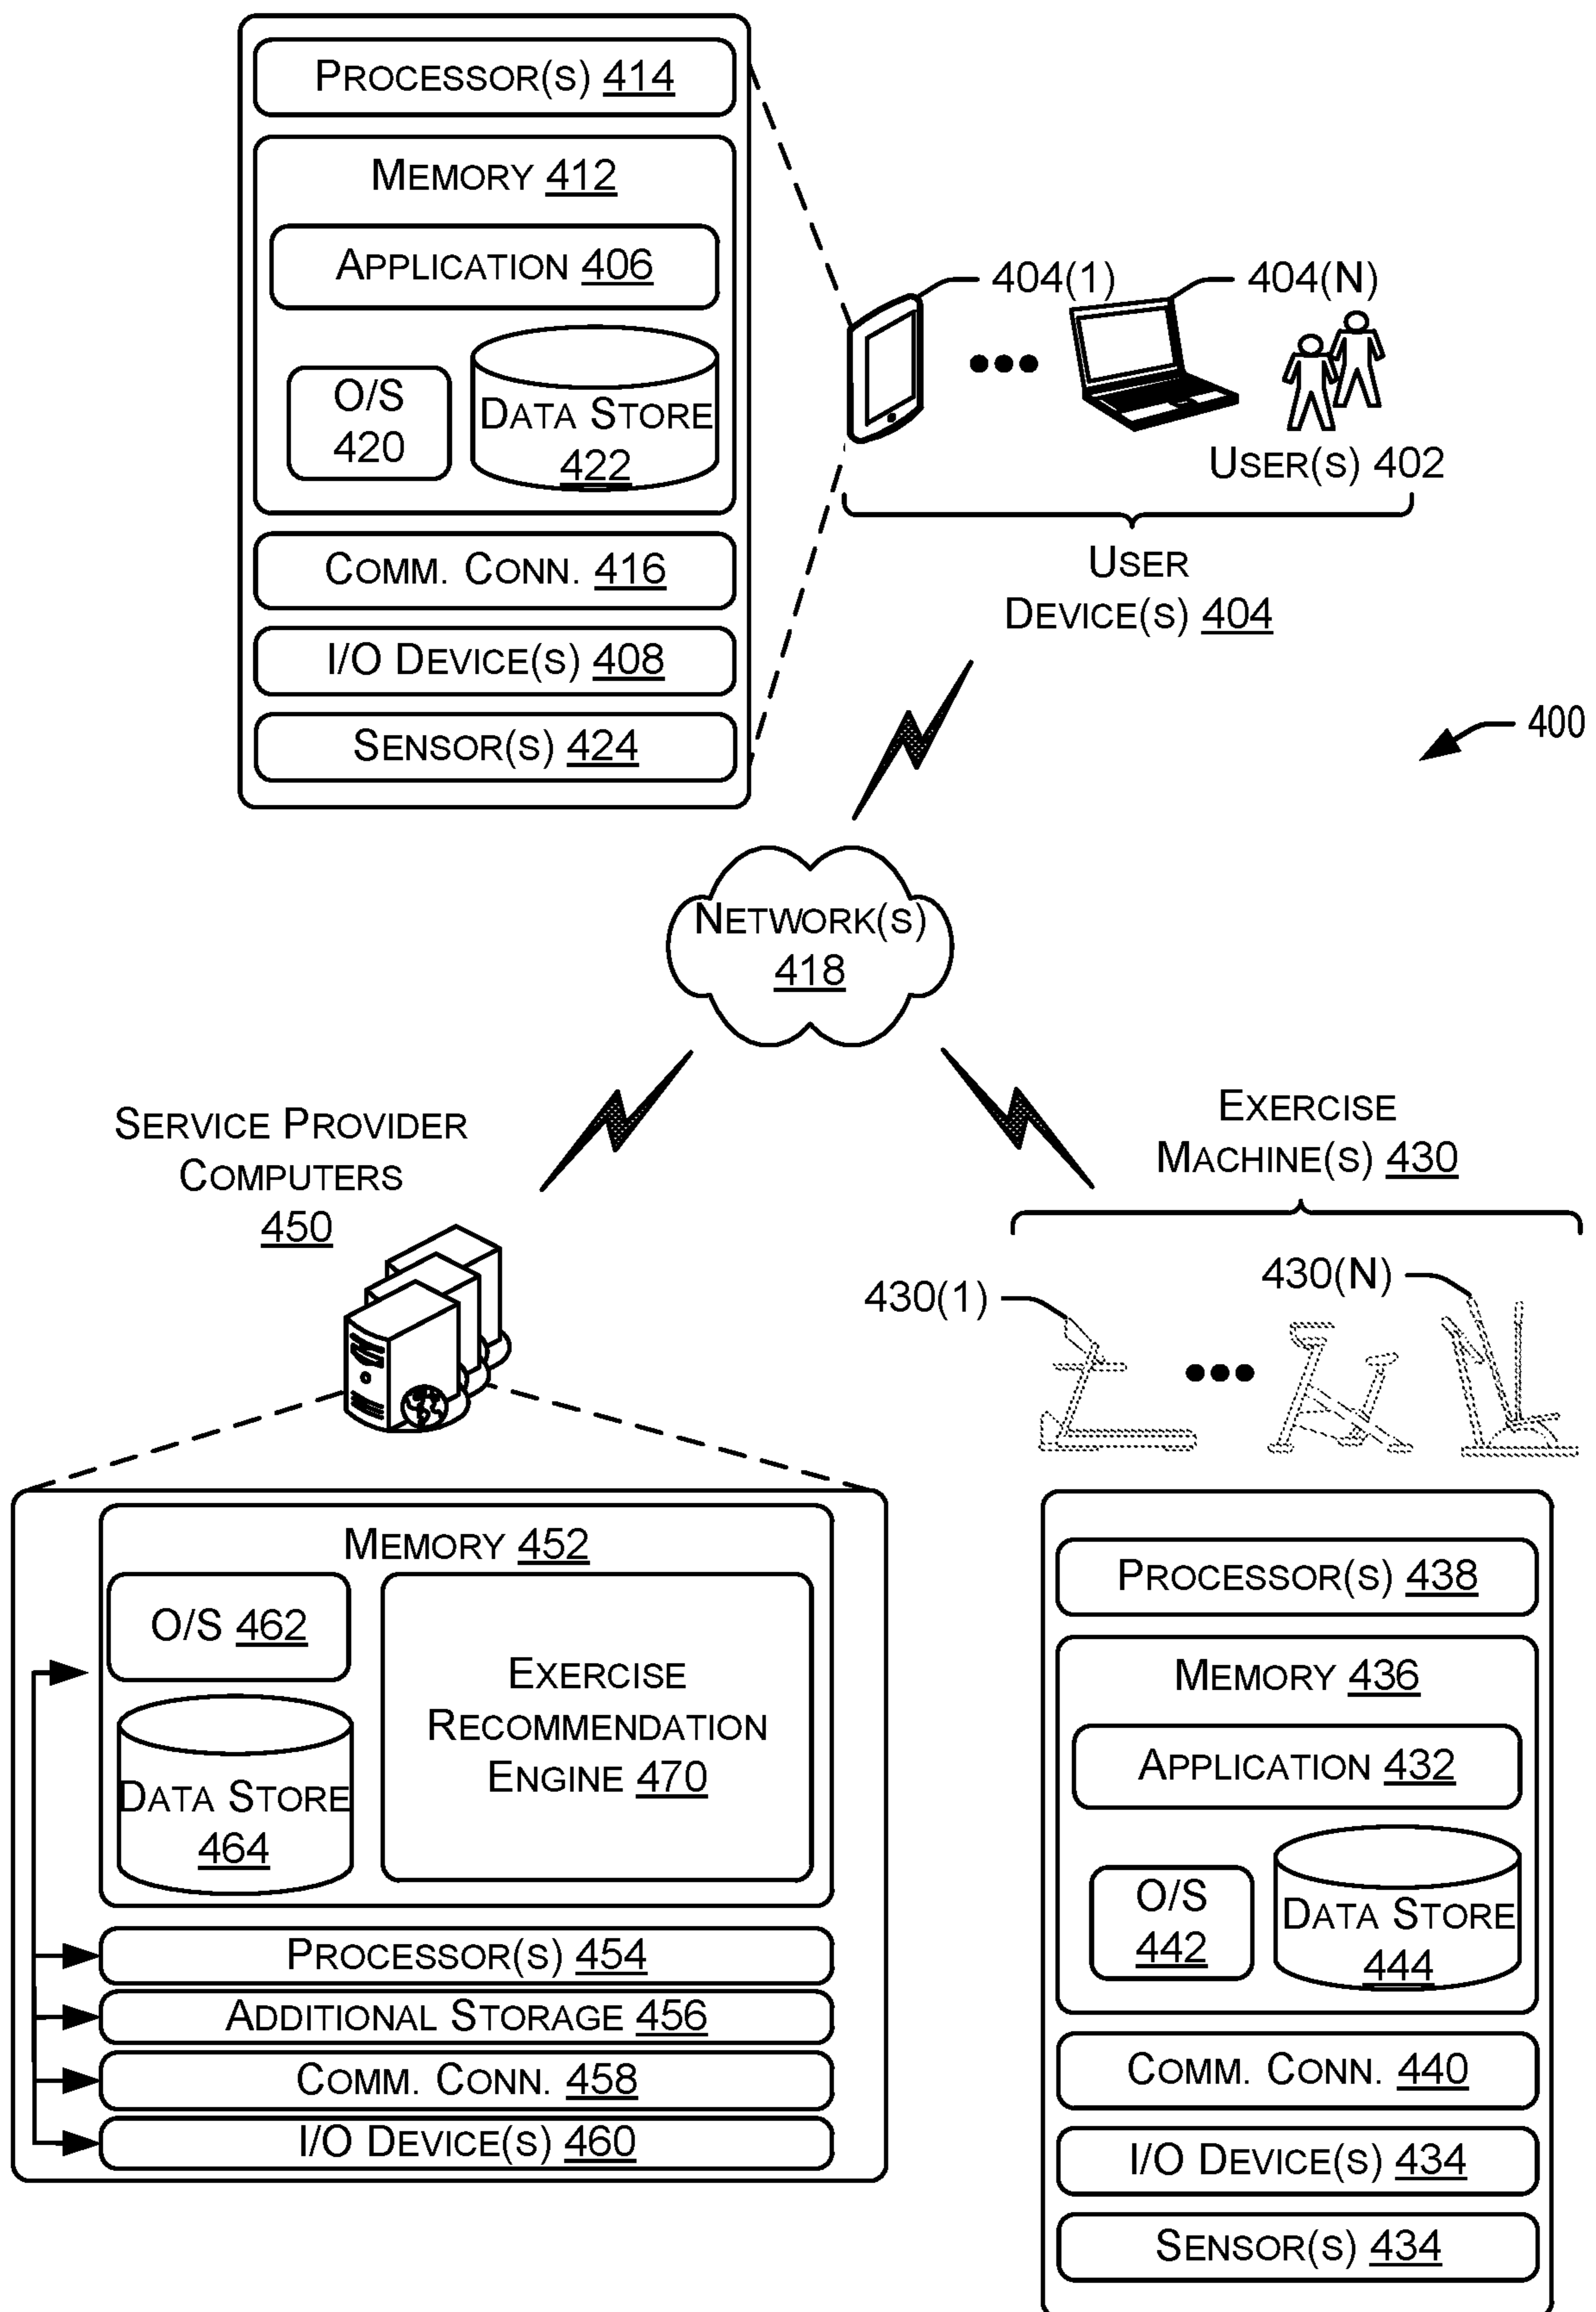 PROCESSOR(S) 414
MEMORY 412
APPLICATION 406
O/S
420
DATA STORE
422
COMM. CONN. 416
I/O DEVICE(S) 408
SENSOR(S) 424
404(1)
404(N)
USER(S) 402
USER
DEVICE(S) 404
400
NETWORK(S)
418
SERVICE PROVIDER
COMPUTERS
450
EXERCISE
MACHINE(S) 430
430(1)
430(N)
MEMORY 452
O/S 462
DATA STORE
464
EXERCISE
RECOMMENDATION
ENGINE 470
PROCESSOR(S) 454
ADDITIONAL STORAGE 456
COMM. CONN. 458
I/O DEVICE(S) 460
PROCESSOR(S) 438
MEMORY 436
APPLICATION 432
O/S
442
DATA STORE
444
COMM. CONN. 440
I/O DEVICE(S) 434
SENSOR(S) 434